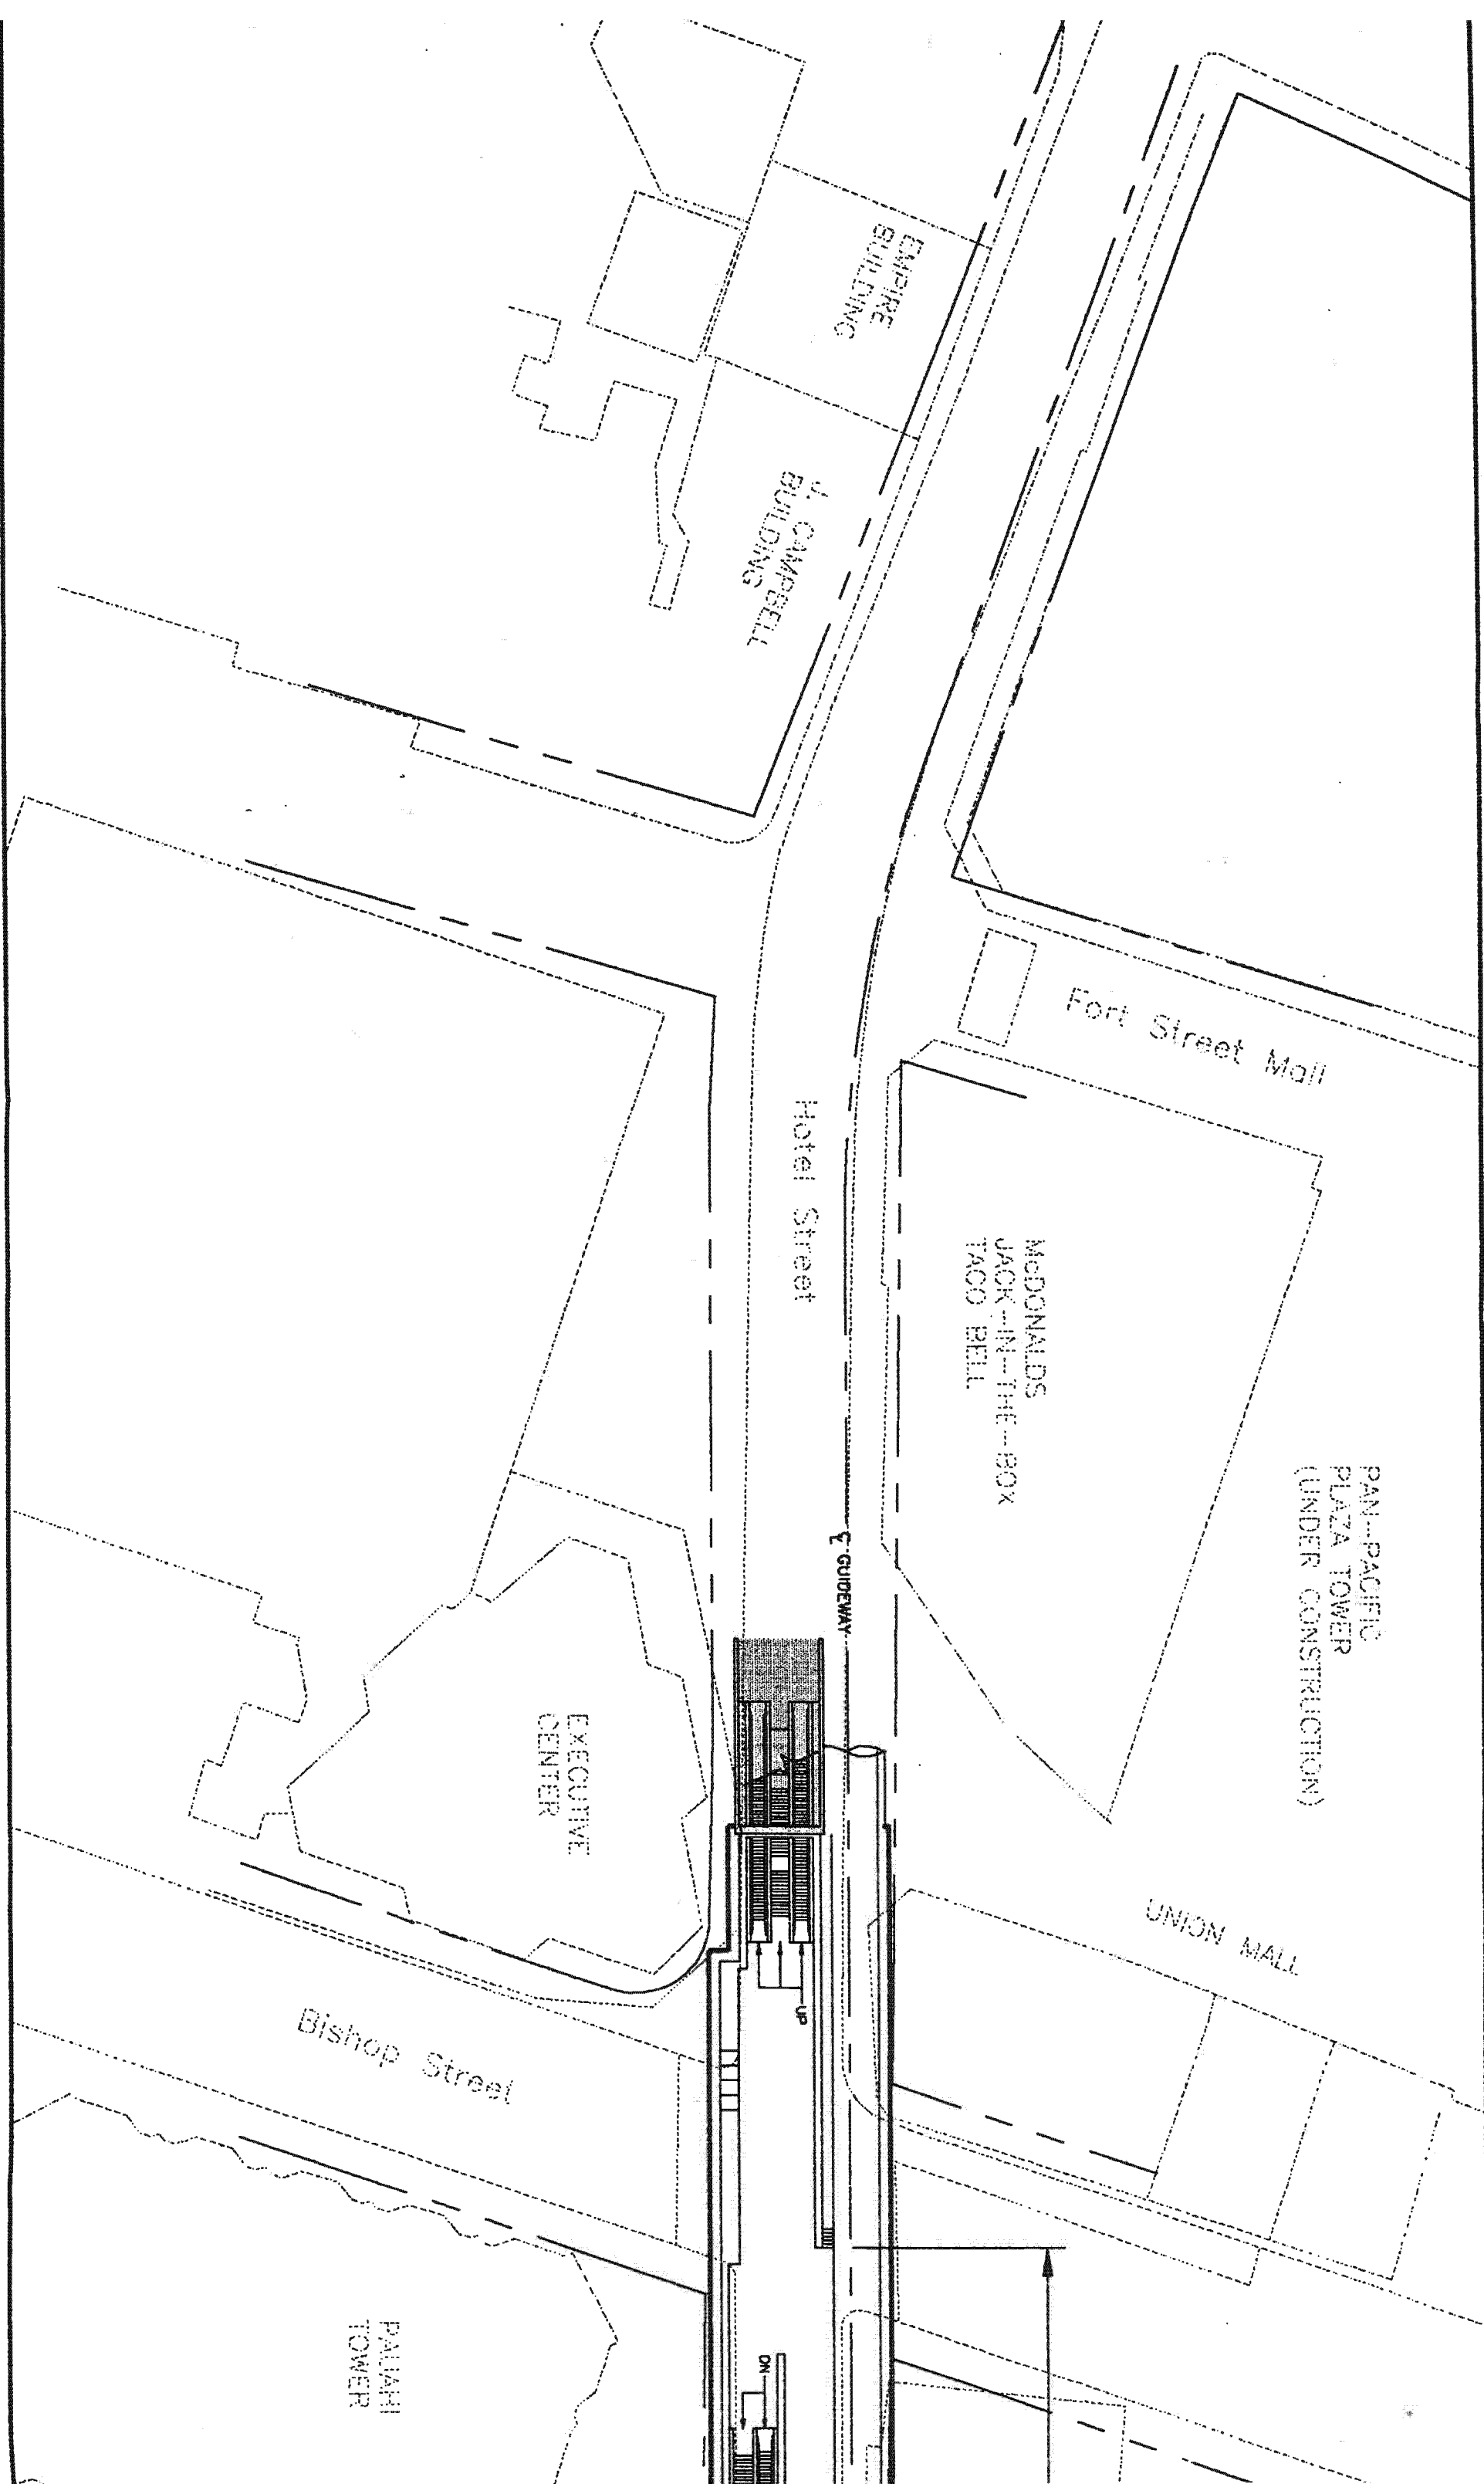 EMPIRE
BUILDING
J. CAMPBELL
BUILDING
Fort Street Mall
Hotel Street
McDONALDS
JACK-IN-THE-BOX
TACO BELL
PAN-PACIFIC
PLAZA TOWER
(UNDER CONSTRUCTION)
GUIDEWAY
EXECUTIVE
CENTER
UP
UNION MALL
Bishop Street
DN
PAUAHI
TOWER